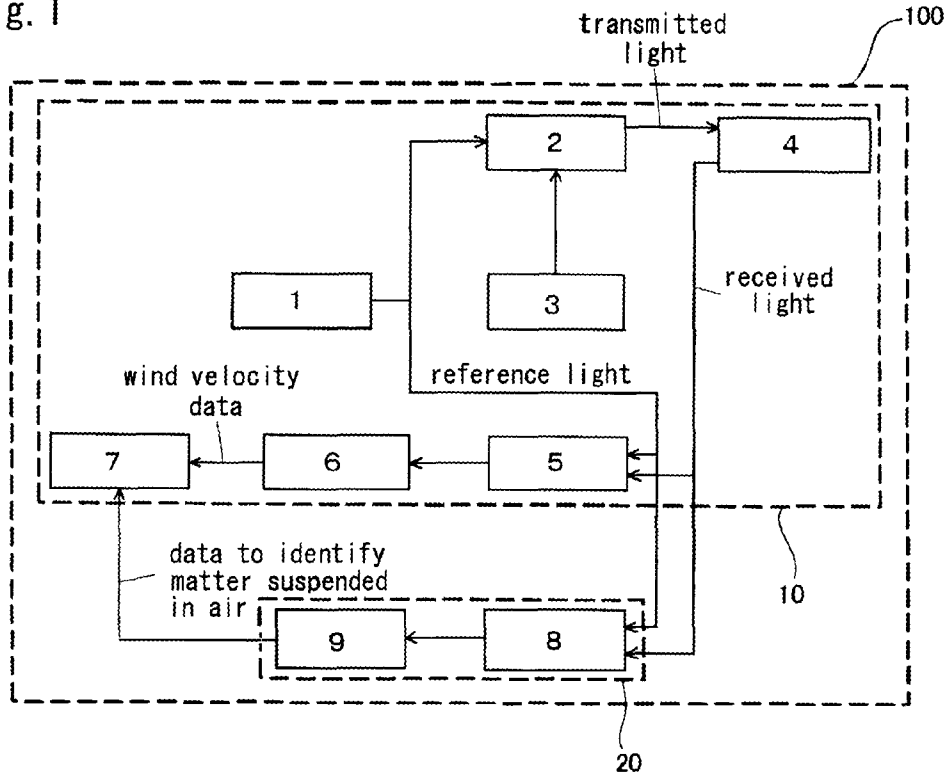 g. 1
100
transmitted
light
2
4
1
3
received
light
wind velocity
data
reference light
7
6
5
data to identify
matter suspended
in air
10
9
8
20